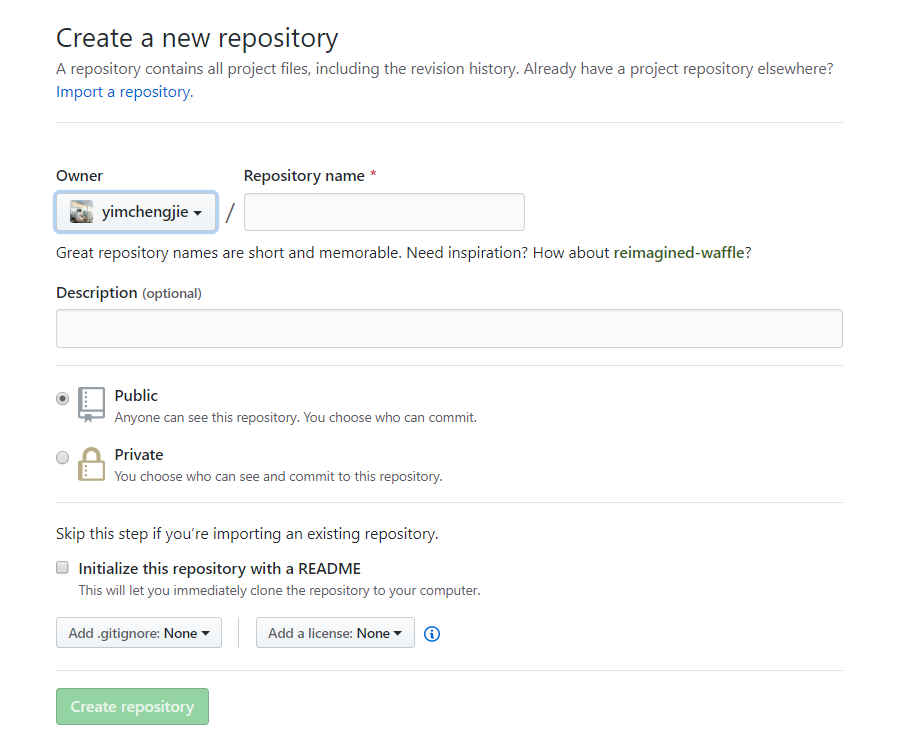 Create a new repository
A repository contains all project files, including the revision history. Already have a project repository elsewhere?
Import a repository.
Owner
Repository name *
yimchengjie
/
Great repository names are short and memorable. Need inspiration? How about reimagined-waffle?
Description (optional)
Public
Anyone can see this repository. You choose who can commit.
Private
You choose who can see and commit to this repository.
Skip this step if you’re importing an existing repository.
Initialize this repository with a README
This will let you immediately clone the repository to your computer.
Add .gitignore: None
Add a license: None
Create repository